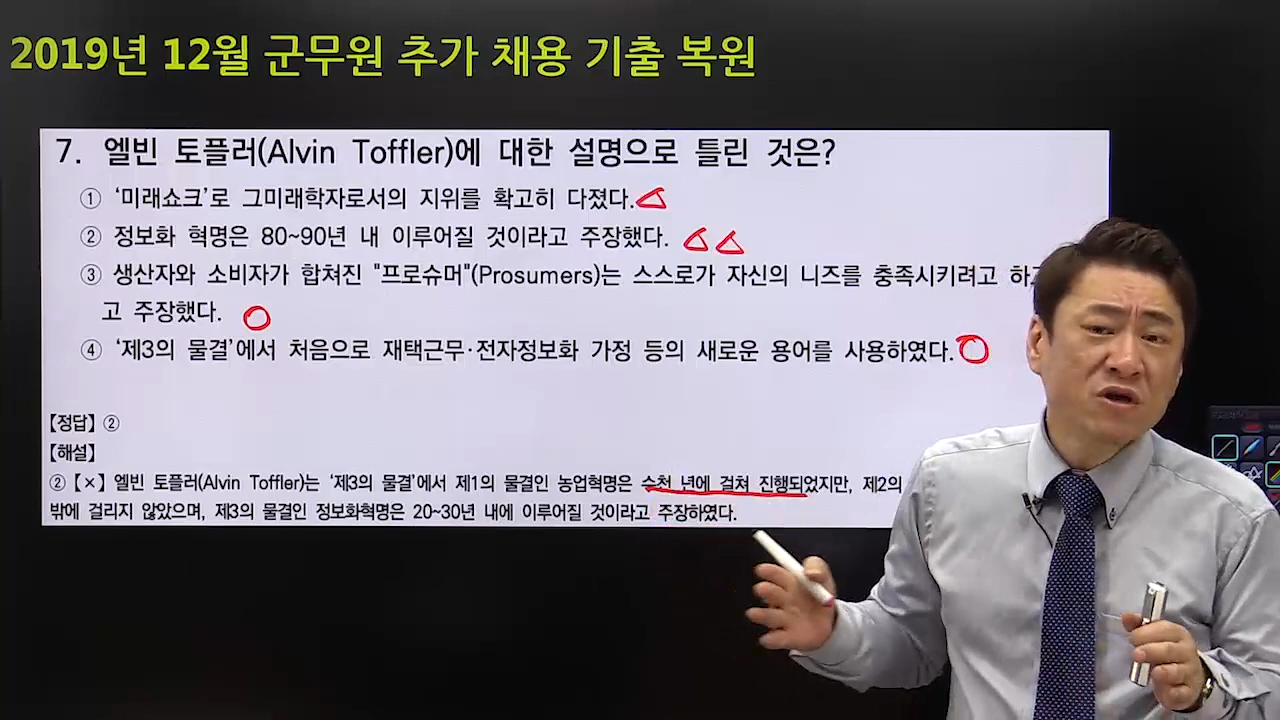 2019년 12월 군무원 추가 채용 기출 복원
7. 엘빈 토플러(Alvin Toffler)에 대한 설명으로 틀린 것은?
① ‘미래쇼크’로 그미래학자로서의 지위를 확고히 다졌다.
② 정보화 혁명은 80~90년 내 이루어질 것이라고 주장했다.
③ 생산자와 소비자가 합쳐진 "프로슈머"(Prosumers)는 스스로가 자신의 니즈를 충족시키려고
고 주장했다.
④ ‘제3의 물결’에서 처음으로 재택근무·전자정보화 가정 등의 새로운 용어를 사용하였다.
【정답】 ②
【해설】
② 【×】 엘빈 토플러(Alvin Toffler)는 ‘제3의 물결’에서 제1의 물결인 농업혁명은 수천 년에 걸쳐 진행되었지만, 제2의
밖에 걸리지 않았으며, 제3의 물결인 정보화혁명은 20~30년 내에 이루어질 것이라고 주장하였다.